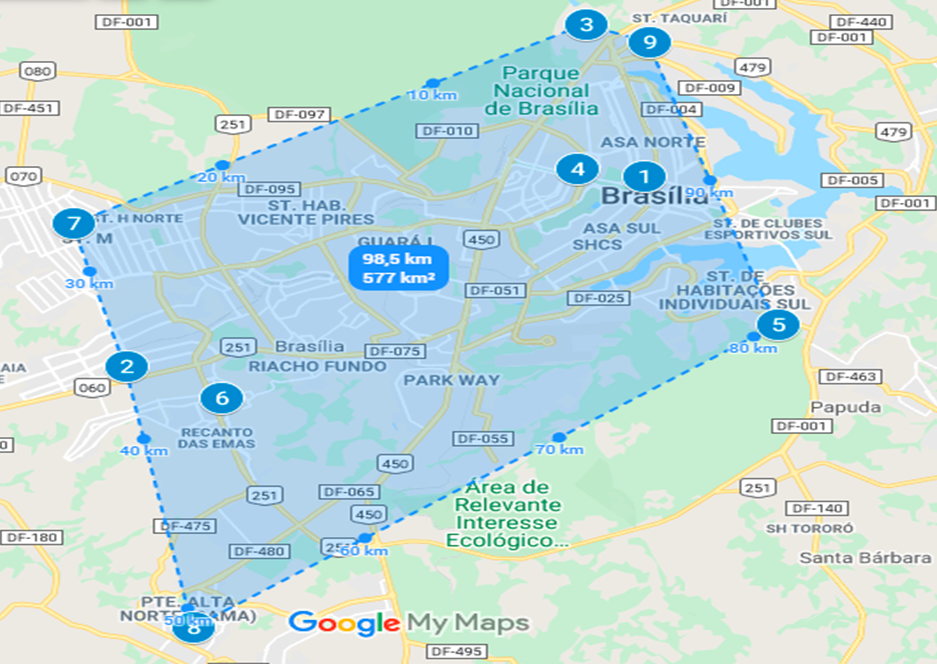 DF-001
DF-001
ST. TAQUARÍ
3
DF-440
DF-001
9
080
479
Parque
Nacional
de Brasília
10 km
DF-009
DF-451
DF-097
DF-004
251
DF-010
479
ASA NORTE
4
1
070
20 km
DF-095
Brasília
90 km
DF-005
ST. HAB.
VICENTE PIRES
DF-001
7
T. H NORTE
ST. M
ASA SUL
SHCS
ST. DE CLUBES
ESPORTIVOS SUL
GUARÁ I
450
98,5 km
577 km²
30 km
ST. DE
HABITAÇÕES
INDIVIDUAIS SUL
DF-051
DF-025
5
251
Brasília
DF-075
80 km
2
RIACHO FUNDO
060
PARK WAY
DF-463
6
Papuda
DF-001
RECANTO
DAS EMAS
40 km
DF-055
70 km
450
251
DF-065
Área de
Relevante
Interesse
Ecológico...
251
450
DF-140
DF-475
SH TORORÓ
DF-180
DF-480
60 km
Santa Bárbara
PTE. ALTA
50 km
8
Google My Maps
DF-495